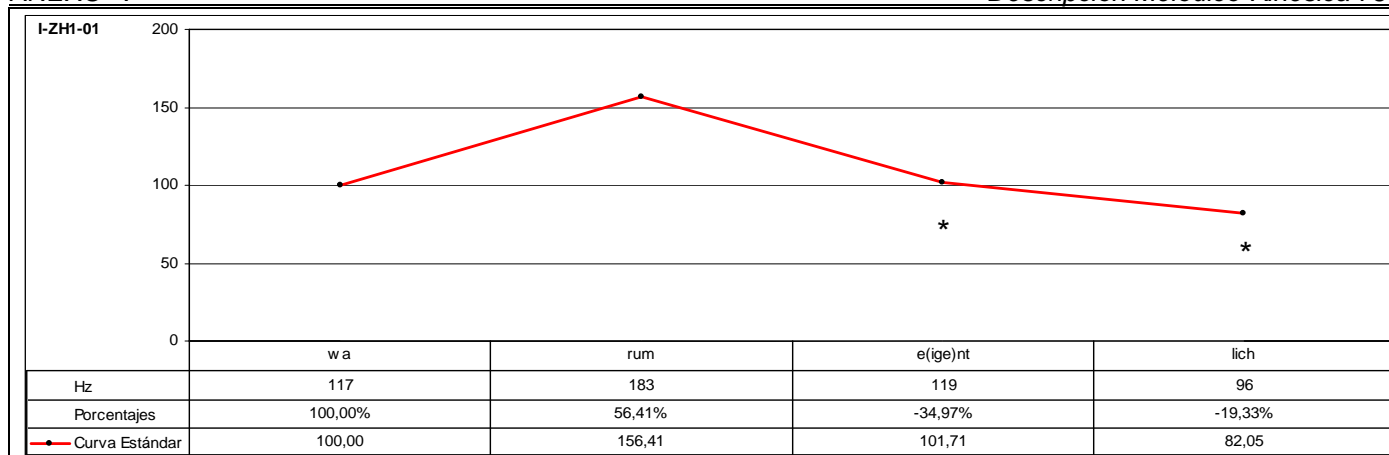 I-ZH1-01
200
150
100
50
0
*
*
wa rum e(ige)nt lich
Hz 117 183 119 96
Porcentajes 100,00% 56,41% -34,97% -19,33%
Curva Estándar 100,00 156,41 101,71 82,05